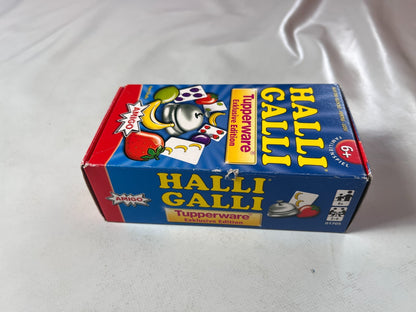 HALLI
GALLI
Tupperware
Exklusive Edition
AMIGO
6+
HALLI
GALLI
Tupperware
Exklusive Edition
AMIGO